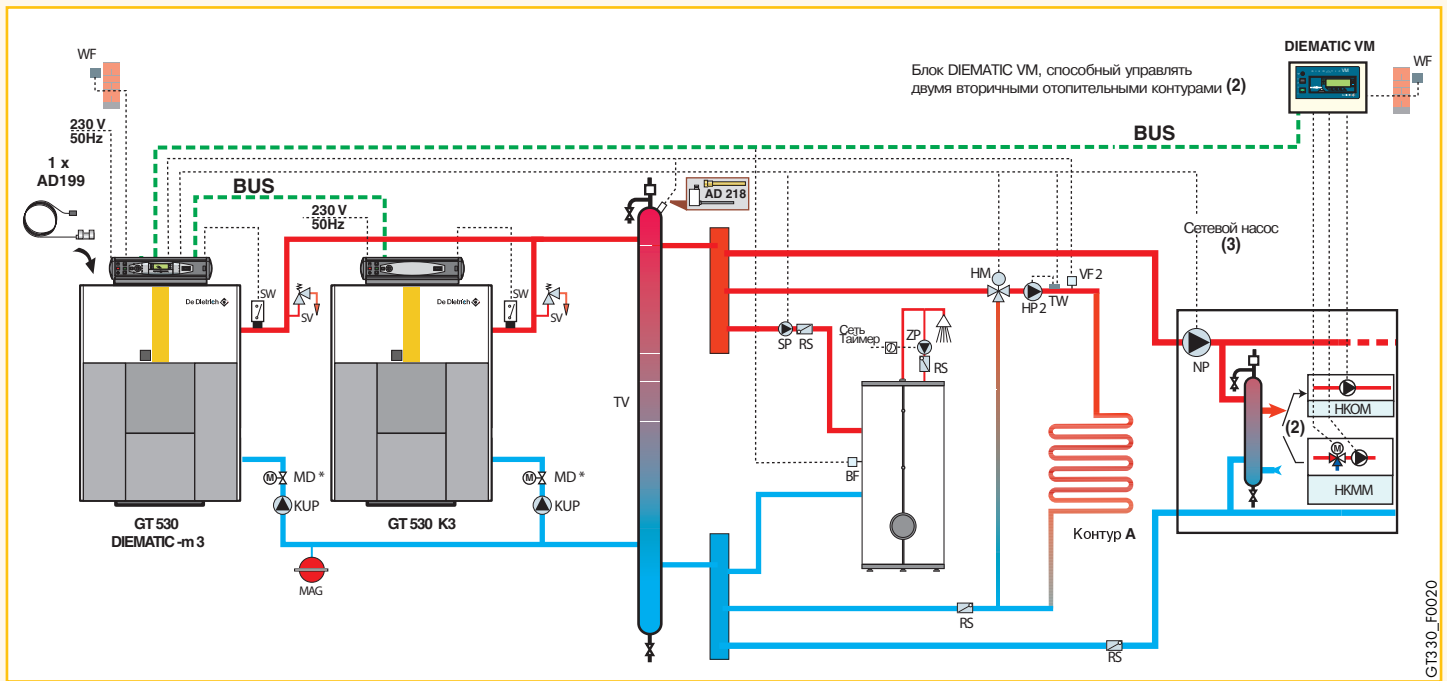 WF
230 V
50Hz
1 x
AD199
BUS
230 V
50Hz
AD 218
BUS
Блок DIEMATIC VM, способный управлять
двумя вторичными отопительными контурами (2)
DIEMATIC VM
WF
Сетевой насос
(3)
De Dietrich
SW
SV
De Dietrich
SW
SV
HM
HP 2
TW
VF 2
SP
RS
Сеть
Таймер
ZP
RS
NP
TV
BF
HKOM
(2)
M
HKMM
M
MD *
KUP
M
MD *
KUP
GT 530
DIEMATIC -m 3
GT 530 K3
MAG
Контур A
RS
RS
GT330_F0020